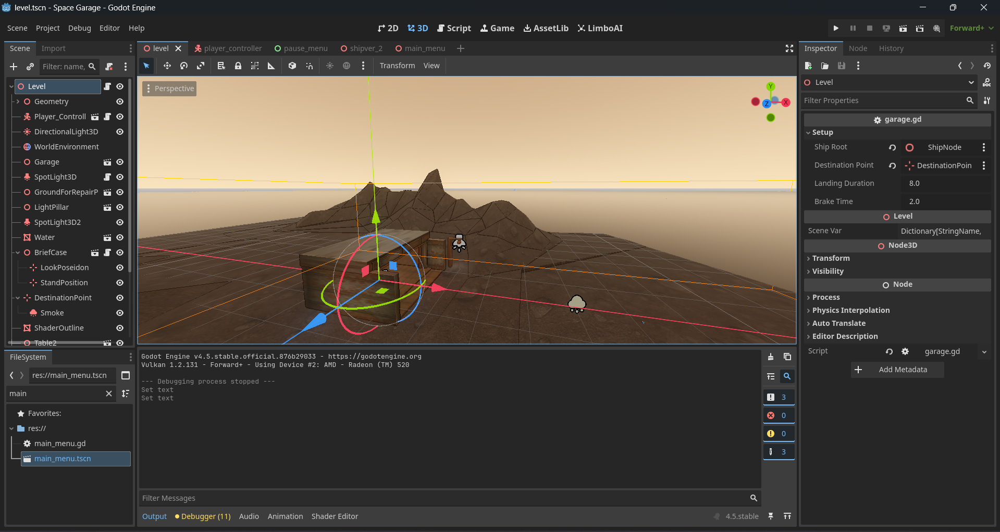 level.tscn - Space Garage - Godot Engine
Scene Project Debug Editor Help
2D 3D Script Game AssetLib LimboAI
Forward+
Scene Import
Filter: name,
Level
Geometry
Player_Controll
DirectionalLight3D
WorldEnvironment
Garage
SpotLight3D
GroundForRepairP
LightPillar
SpotLight3D2
Water
BriefCase
LookPoseidon
StandPosition
DestinationPoint
Smoke
ShaderOutline
Table2
FileSystem
res://main_menu.tscn
main
Favorites:
res://
main_menu.gd
main_menu.tscn
level player_controller pause_menu shipver_2 main_menu
Transform View
Perspective
Y
Z X
Godot Engine v4.5.stable.official.876b29033 - https://godotengine.org
Vulkan 1.2.131 - Forward+ - Using Device #2: AMD - Radeon (TM) 520
--- Debugging process stopped ---
Set text
Set text
3
0
0
3
Filter Messages
Output Debugger (11) Audio Animation Shader Editor
4.5.stable
Inspector Node History
Level
Filter Properties
garage.gd
Setup
Ship Root ShipNode
Destination Point DestinationPoin
Landing Duration 8.0
Brake Time 2.0
Level
Scene Var Dictionary[StringName,
Node3D
Transform
Visibility
Node
Process
Physics Interpolation
Auto Translate
Editor Description
Script garage.gd
Add Metadata